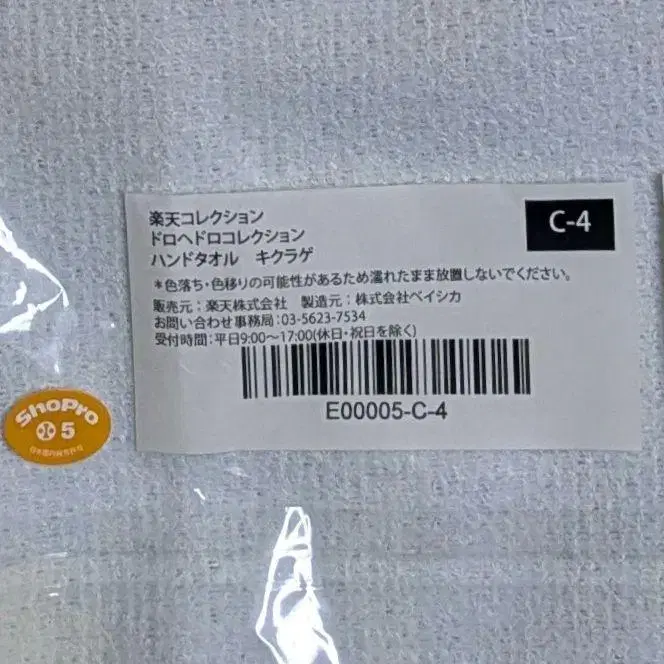 楽天コレクション
C-4
ドロヘドロコレクション
ハンドタオル　キクラゲ
*色落ち・色移りの可能性があるため濡れたまま放置しないでください。
販売元：楽天株式会社　製造元：株式会社ベイシカ
お問い合わせ事務局:03-5623-7534
受付時間：平日9:00～17:00(休日・祝日を除く)
E00005-C-4
ShoPro
5